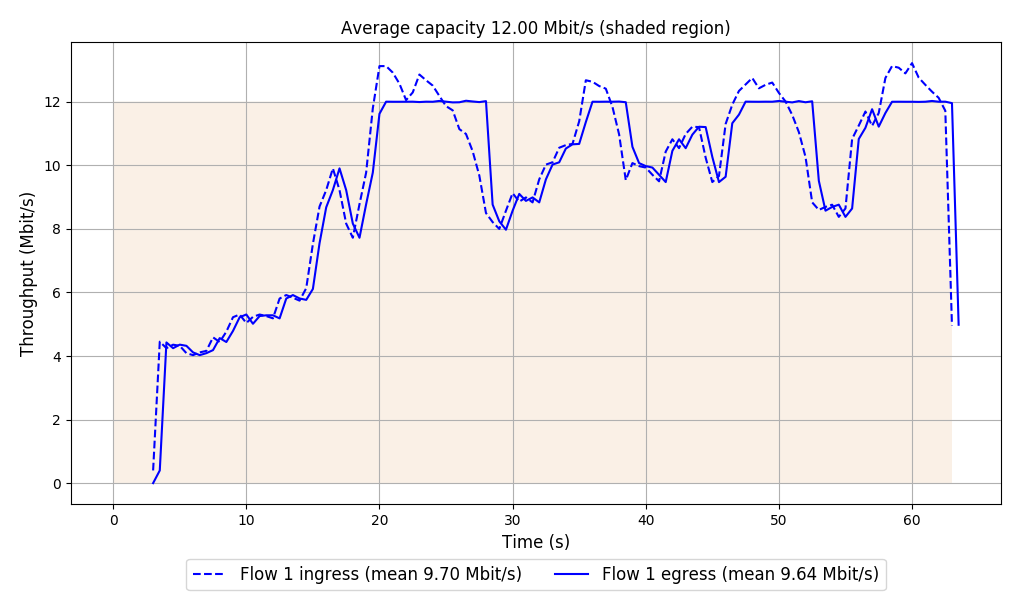 Average capacity 12.00 Mbit/s (shaded region)
Throughput (Mbit/s)
12
10
8
6
4
2
0
0 10 20 30 40 50 60
Time (s)
Flow 1 ingress (mean 9.70 Mbit/s) Flow 1 egress (mean 9.64 Mbit/s)